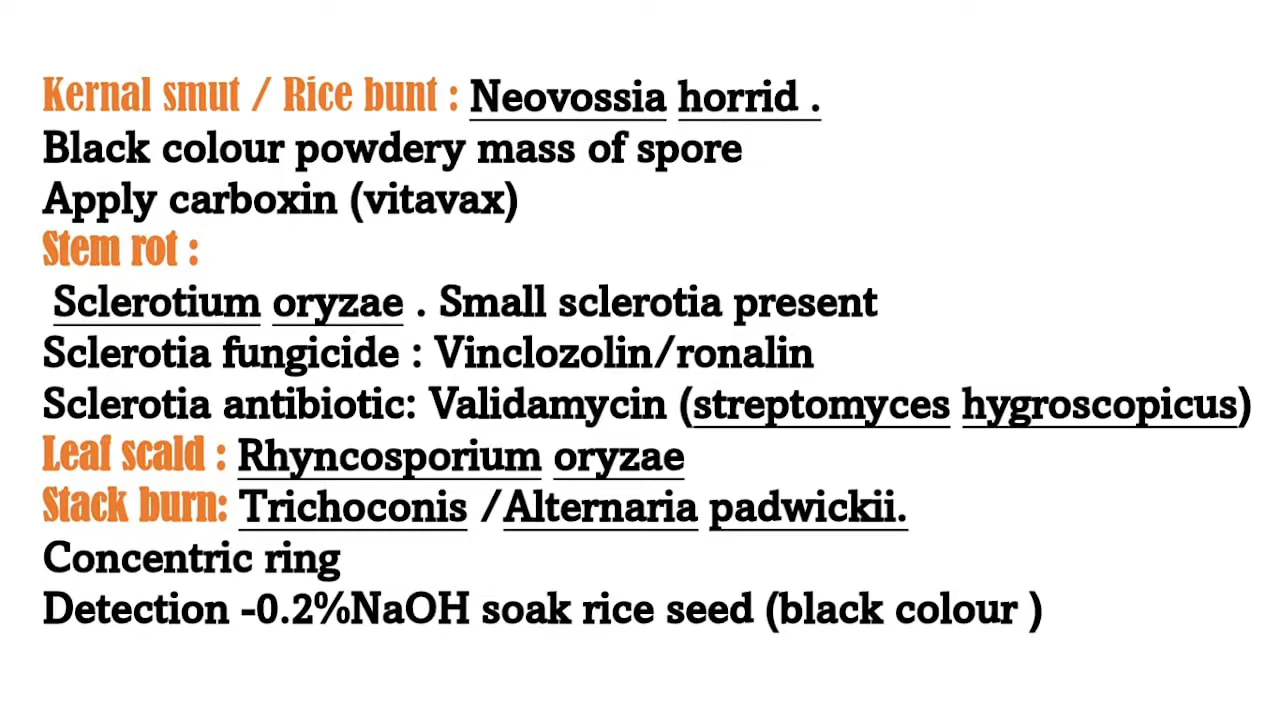 Kernal smut / Rice bunt : Neovossia horrid .
Black colour powdery mass of spore
Apply carboxin (vitavax)
Stem rot :
Sclerotium oryzae . Small sclerotia present
Sclerotia fungicide : Vinclozolin/ronalin
Sclerotia antibiotic: Validamycin (streptomyces hygroscopicus)
Leaf scald : Rhyncosporium oryzae
Stack burn: Trichoconis /Alternaria padwickii.
Concentric ring
Detection -0.2%NaOH soak rice seed (black colour )